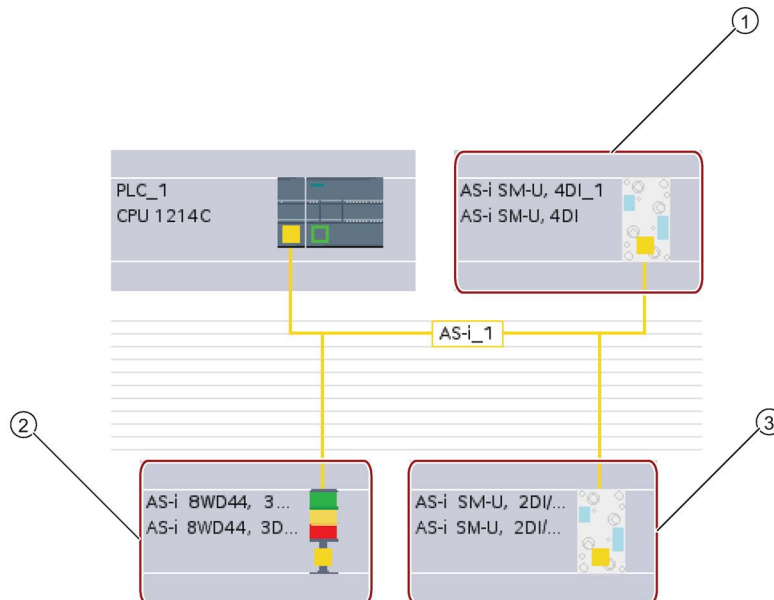 1
PLC_1
CPU 1214C
AS-i SM-U, 4DI_1
AS-i SM-U, 4DI
AS-i_1
2
3
AS-i 8WD44, 3...
AS-i 8WD44, 3D...
AS-i SM-U, 2DI/...
AS-i SM-U, 2DI/...